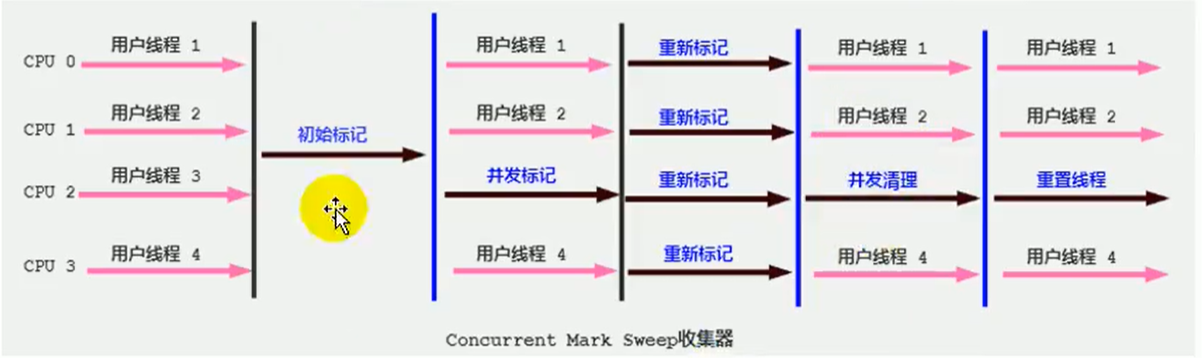 用户线程 1 用户线程 1 重新标记 用户线程 1 用户线程 1
CPU 0
用户线程 2 用户线程 2 重新标记 用户线程 2 用户线程 2
CPU 1
初始标记
用户线程 3 并发标记 重新标记 并发清理 重置线程
CPU 2
用户线程 4 用户线程 4 重新标记 用户线程 4 用户线程 4
CPU 3
Concurrent Mark Sweep收集器